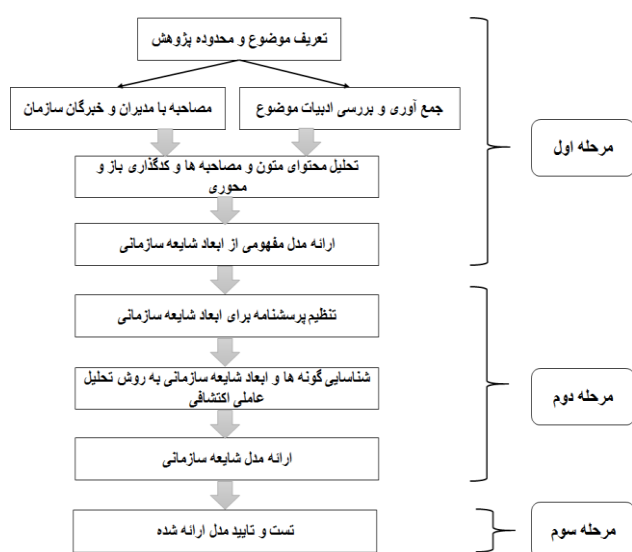 تعریف موضوع و محدوده پژوهش
جمع آوری و بررسی ادبیات موضوع
مصاحبه با مدیران و خبرگان سازمان
تحلیل محتوای متون و مصاحبه ها و کدگذاری باز و
محوری
ارائه مدل مفهومی از ابعاد شایعه سازمانی
مرحله اول
تنظیم پرسشنامه برای ابعاد شایعه سازمانی
شناسایی گونه ها و ابعاد شایعه سازمانی به روش تحلیل
عاملی اکتشافی
ارائه مدل شایعه سازمانی
مرحله دوم
تست و تایید مدل ارائه شده
مرحله سوم